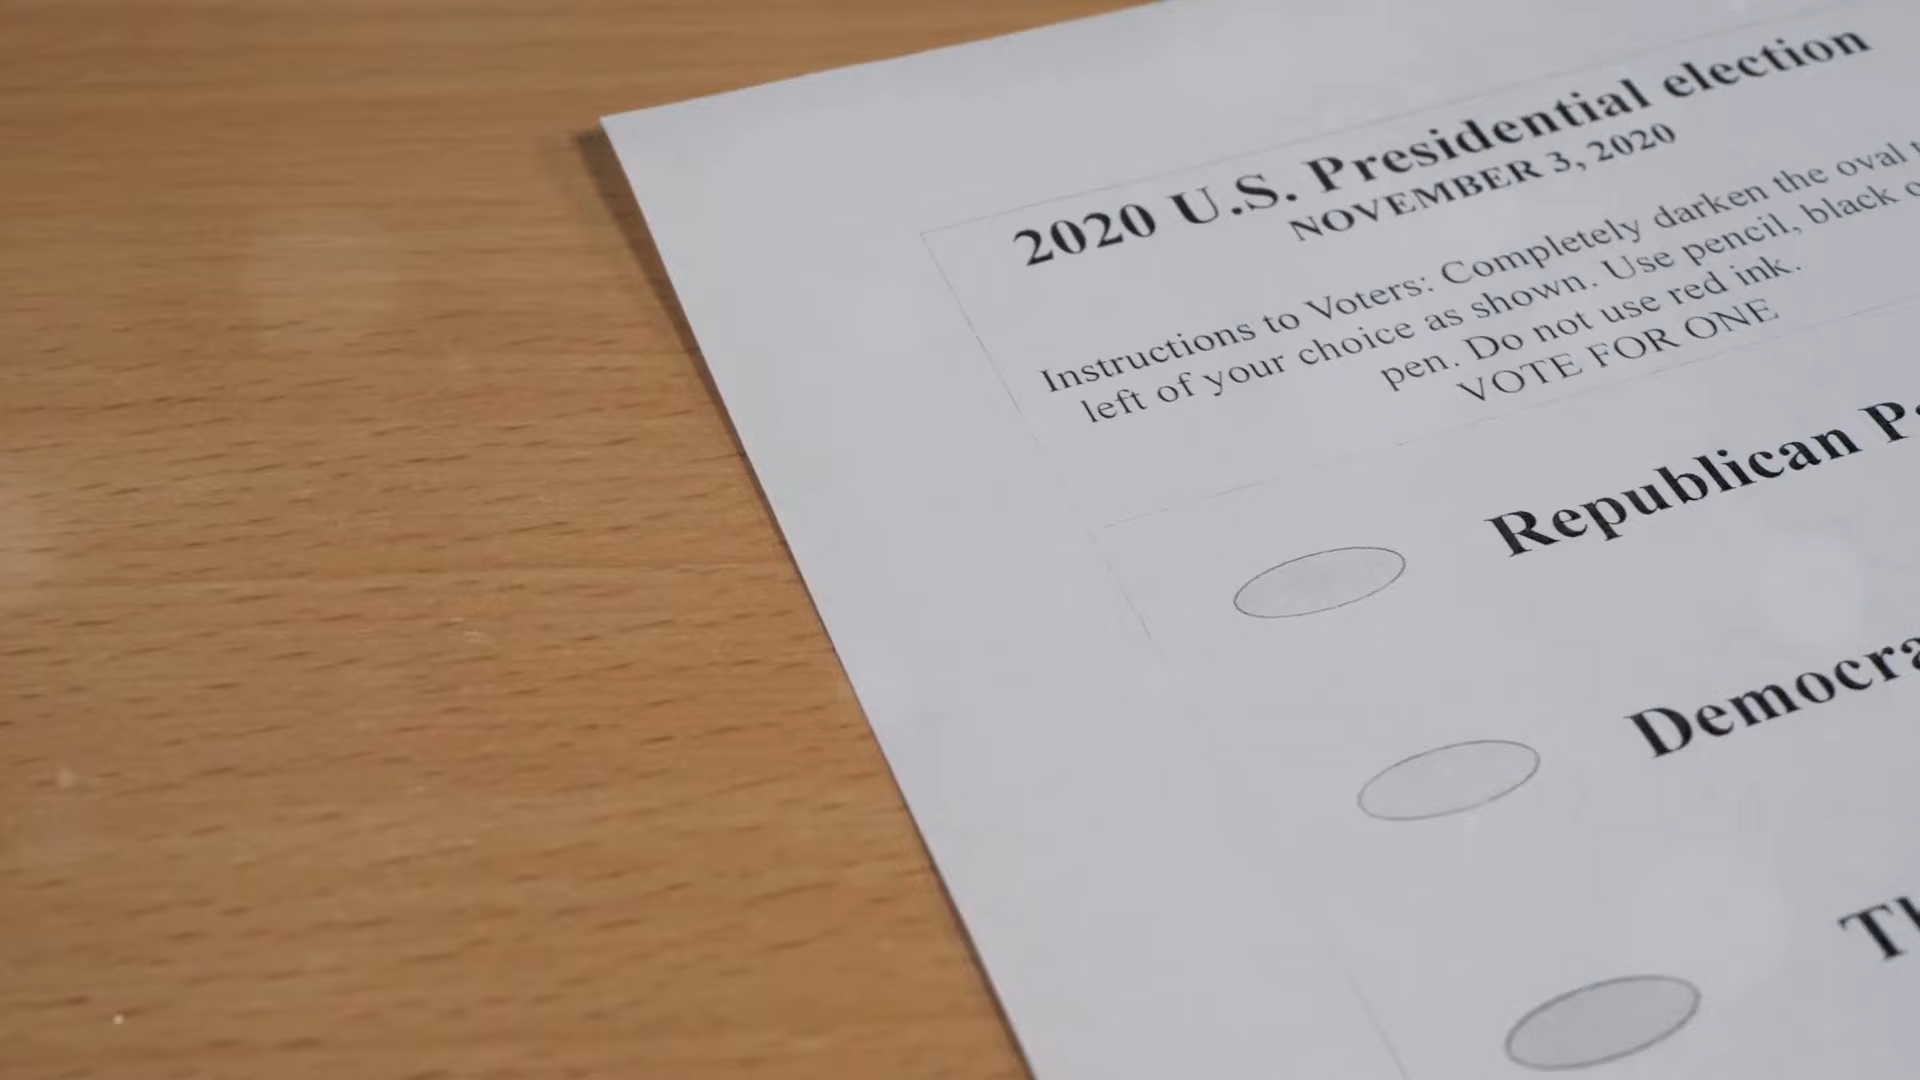 2020 U.S. Presidential election
NOVEMBER 3, 2020
Instructions to Voters: Completely darken the oval
left of your choice as shown. Use pencil, black
pen. Do not use red ink.
VOTE FOR ONE
Republican